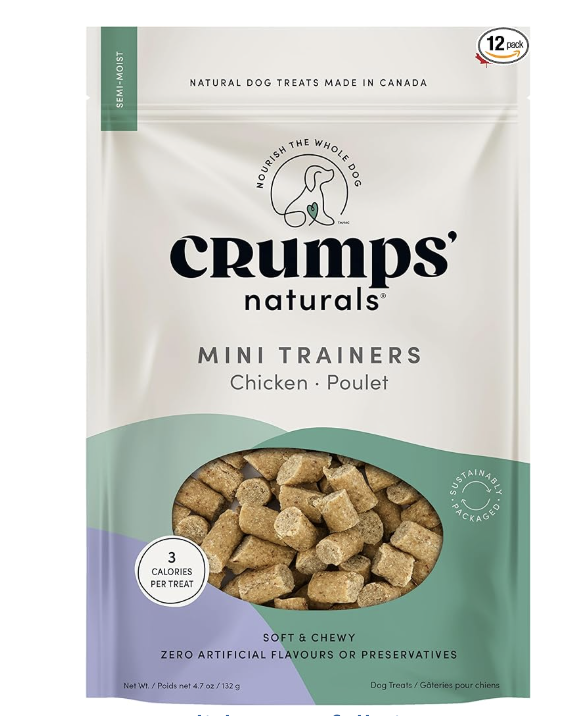 12 pack
SEMI-MOIST
NATURAL DOG TREATS MADE IN CANADA
NOURISH THE WHOLE DOG
CRUMPS'
naturals®
MINI TRAINERS
Chicken · Poulet
SUSTAINABLY
PACKAGED
3
CALORIES
PER TREAT
SOFT & CHEWY
ZERO ARTIFICIAL FLAVOURS OR PRESERVATIVES
Net Wt. / Poids net 4.7 oz / 132 g
Dog Treats / Gâteries pour chiens